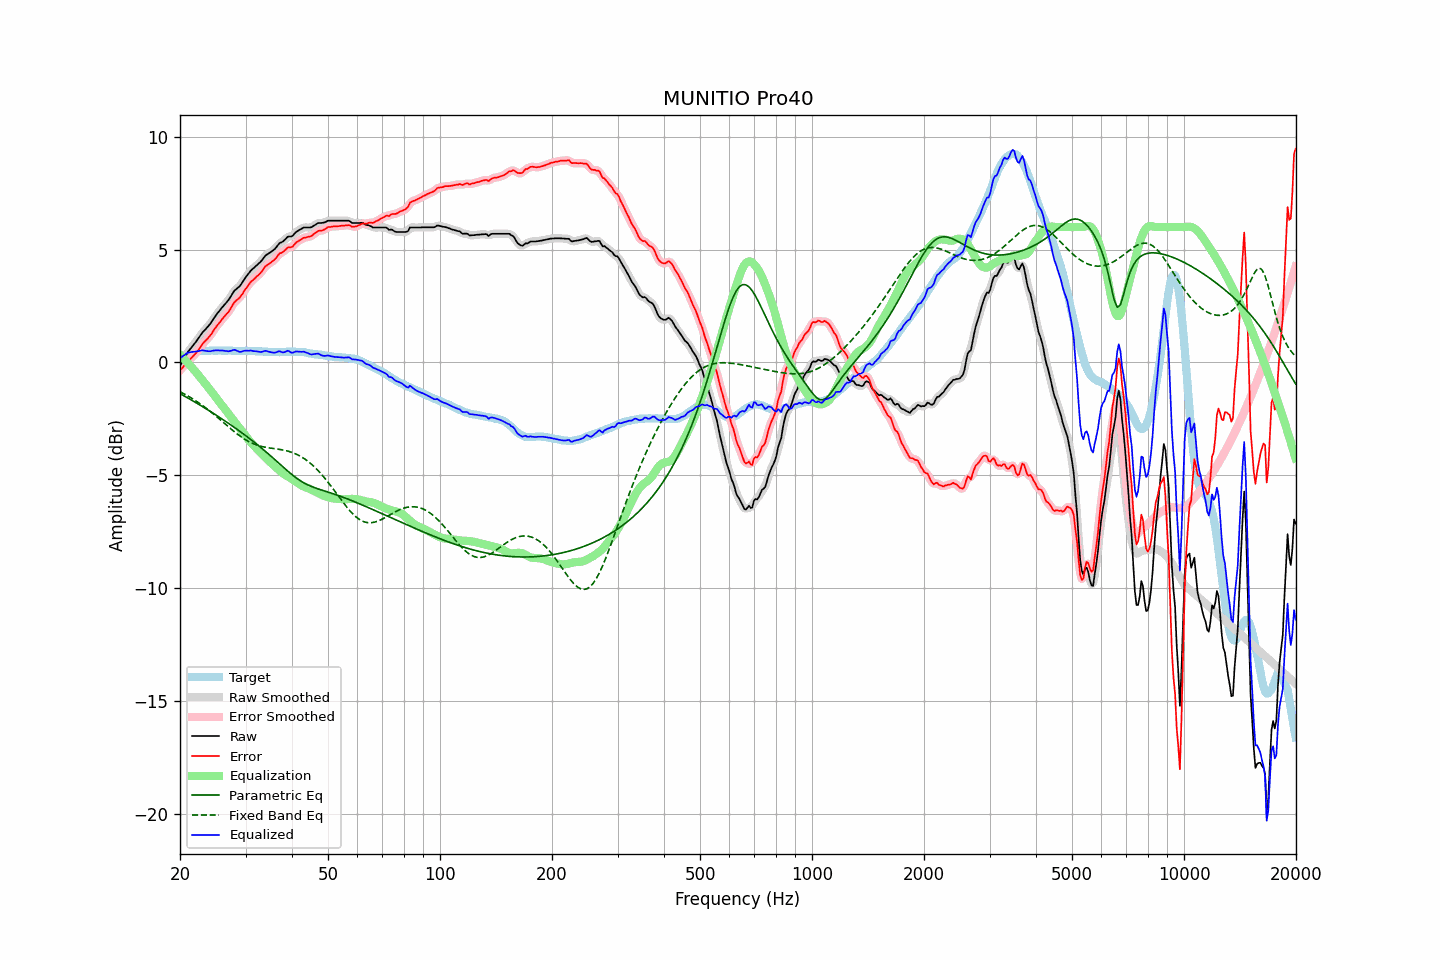 MUNITIO Pro40
10
5
0
−5
−10
−15
−20
Amplitude (dBr)
Target
Raw Smoothed
Error Smoothed
Raw
Error
Equalization
Parametric Eq
Fixed Band Eq
Equalized
20 50 100 200 500 1000 2000 5000 10000 20000
Frequency (Hz)